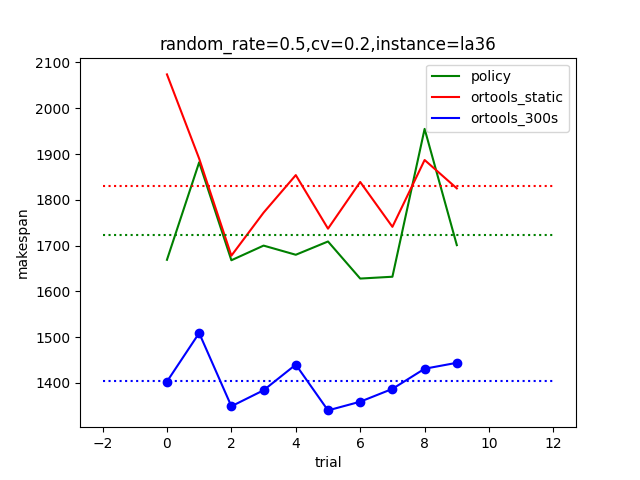 random_rate=0.5,cv=0.2,instance=la36
policy
ortools_static
ortools_300s
2100
2000
1900
1800
1700
1600
1500
1400
makespan
−2
0
2
4
6
8
10
12
trial